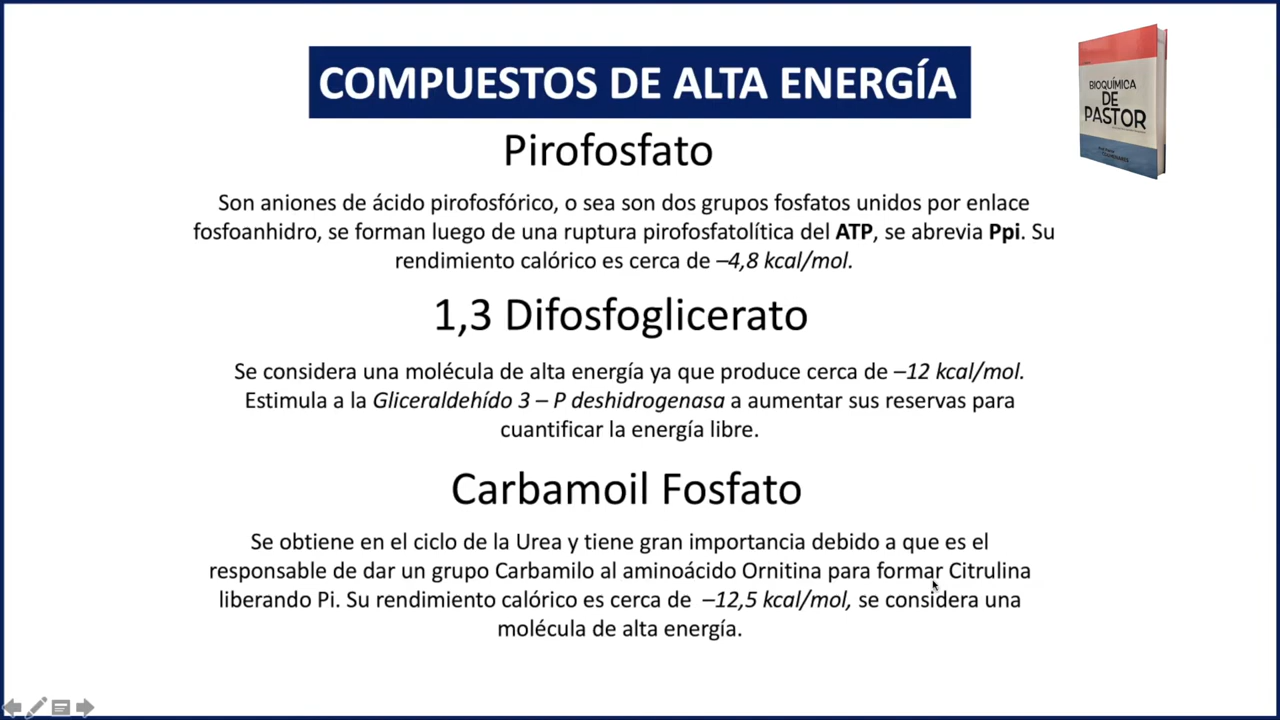 COMPUESTOS DE ALTA ENERGÍA
BIOQUÍMICA
DE
PASTOR
Pirofosfato
Son aniones de ácido pirofosfórico, o sea son dos grupos fosfatos unidos por enlace
fosfoanhidro, se forman luego de una ruptura pirofosfatolítica del ATP, se abrevia Ppi. Su
rendimiento calórico es cerca de –4,8 kcal/mol.
1,3 Difosfoglicerato
Se considera una molécula de alta energía ya que produce cerca de –12 kcal/mol.
Estimula a la Gliceraldehído 3 – P deshidrogenasa a aumentar sus reservas para
cuantificar la energía libre.
Carbamoil Fosfato
Se obtiene en el ciclo de la Urea y tiene gran importancia debido a que es el
responsable de dar un grupo Carbamilo al aminoácido Ornitina para formar Citrulina
liberando Pi. Su rendimiento calórico es cerca de –12,5 kcal/mol, se considera una
molécula de alta energía.